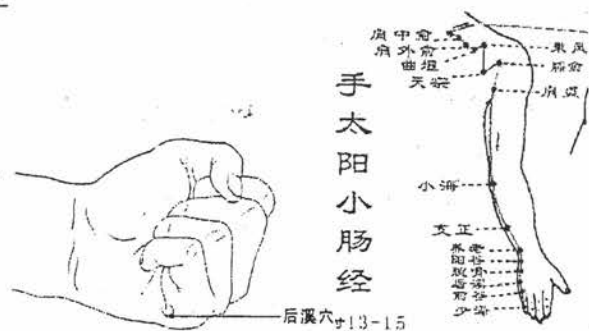 手太阳小肠经
肩中俞
肩外俞
曲垣
天宗
秉风
臑俞
肩贞
小海
支正
养老
阳谷
腕骨
后溪
前谷
少泽
后溪穴
13-15